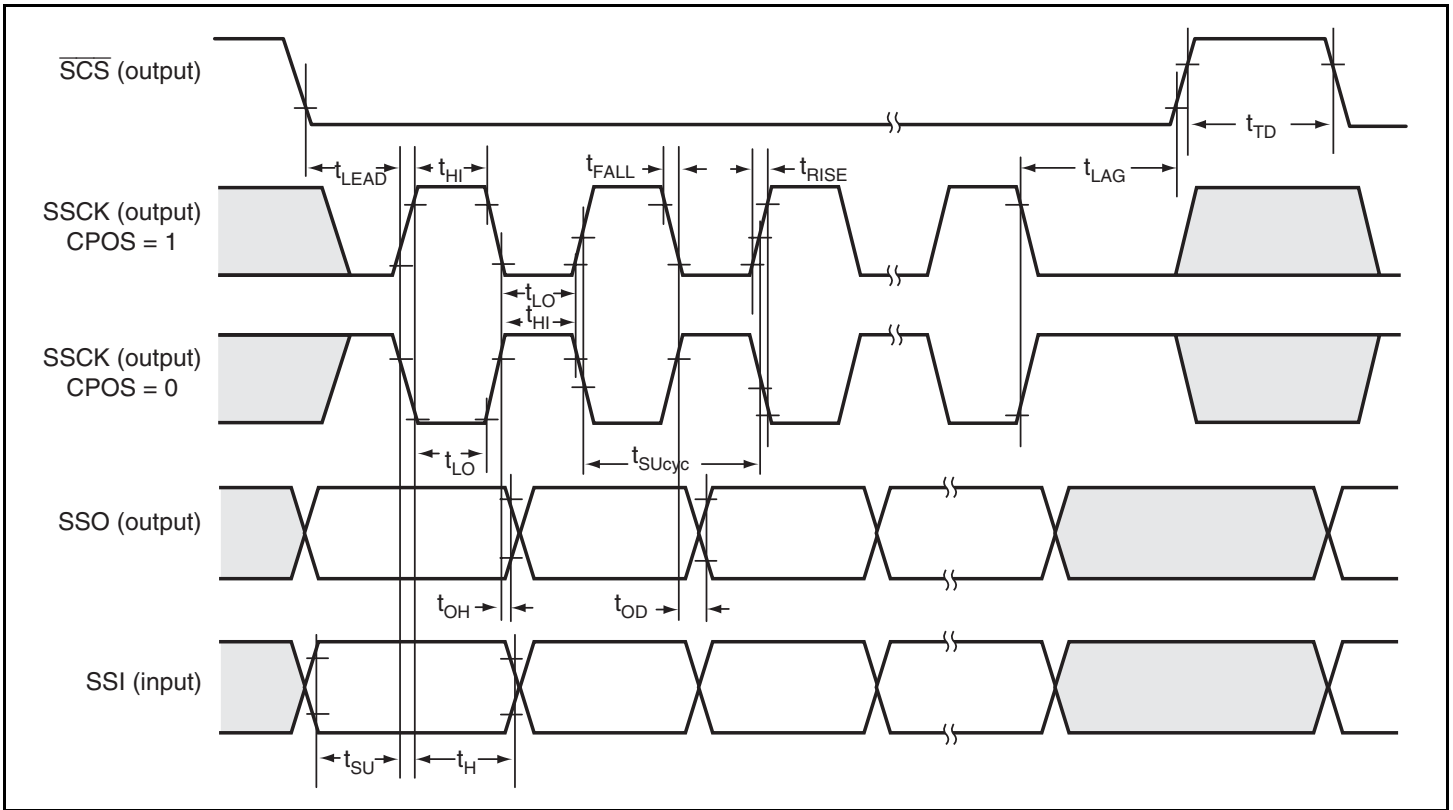 SCS (output)
tTD
tLEAD
tHI
tFALL
tRISE
tLAG
SSCK (output)
CPOS = 1
tLO
tHI
SSCK (output)
CPOS = 0
tLO
tSUcyc
SSO (output)
tOH
tOD
SSI (input)
tSU
tH